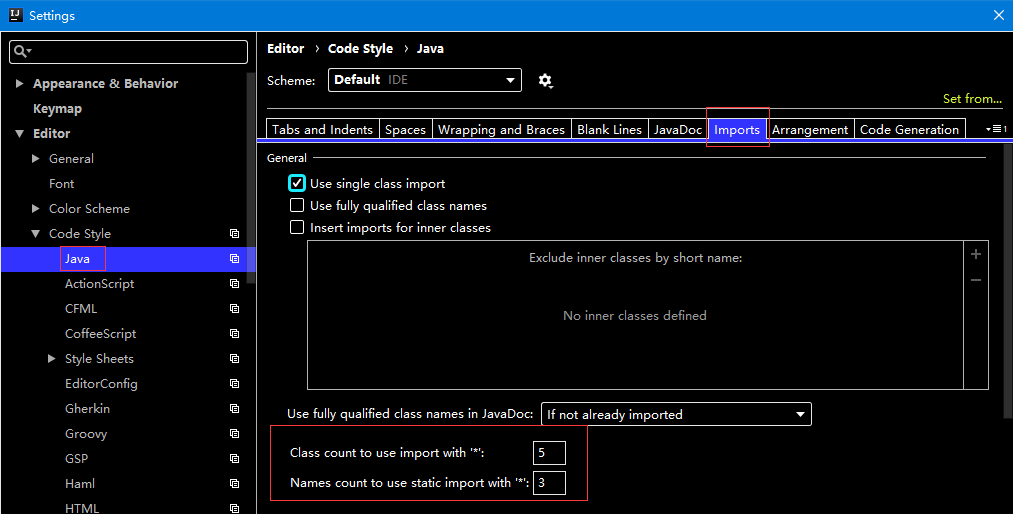 IJ Settings
Appearance & Behavior
Keymap
Editor
General
Font
Color Scheme
Code Style
Java
ActionScript
CFML
CoffeeScript
Style Sheets
EditorConfig
Gherkin
Groovy
GSP
Haml
HTML
Editor › Code Style › Java
Scheme: Default IDE
Set from...
Tabs and Indents Spaces Wrapping and Braces Blank Lines JavaDoc Imports Arrangement Code Generation 1
General
Use single class import
Use fully qualified class names
Insert imports for inner classes
Exclude inner classes by short name:
No inner classes defined
Use fully qualified class names in JavaDoc: If not already imported
Class count to use import with '*': 5
Names count to use static import with '*': 3